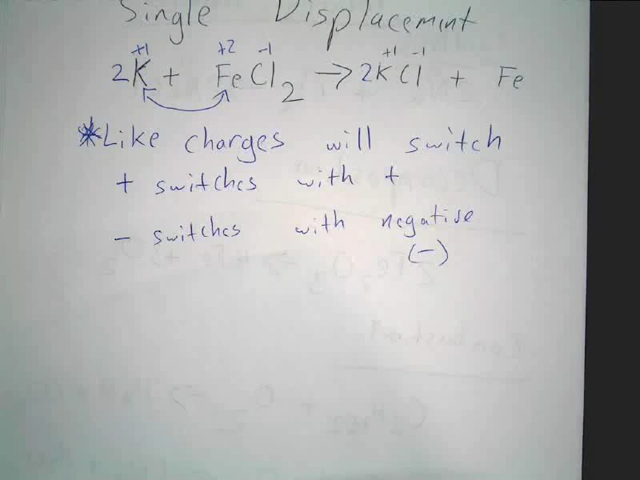 Single Displacement
+1 +2 -1 +1 -1
2K + FeCl2 → 2KCl + Fe
*Like charges will switch
+ switches with +
- switches with negative
(-)